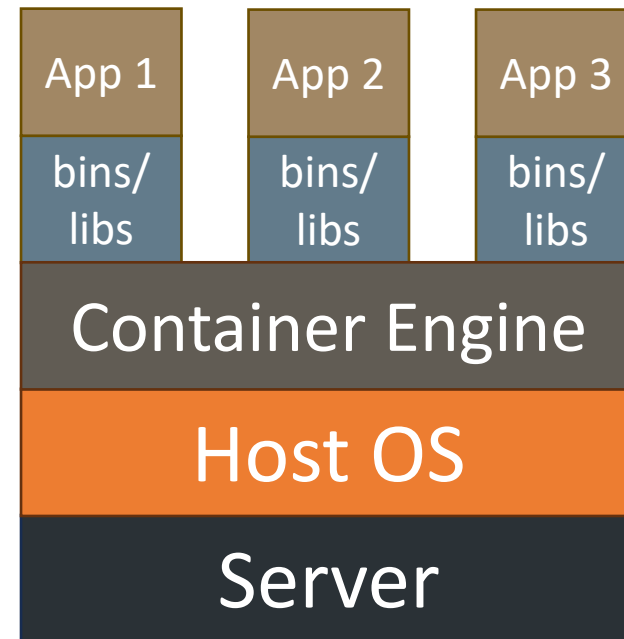 App 1
App 2
App 3
bins/
libs
bins/
libs
bins/
libs
Container Engine
Host OS
Server